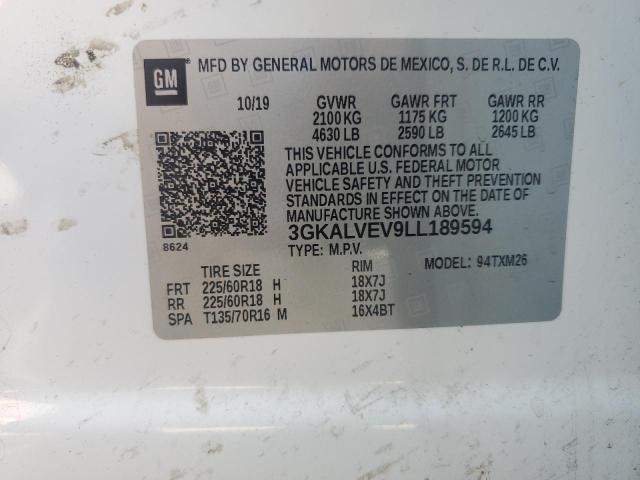 GM MFD BY GENERAL MOTORS DE MEXICO, S. DE R.L. DE C.V.
10/19 GVWR GAWR FRT GAWR RR
2100 KG 1175 KG 1200 KG
4630 LB 2590 LB 2645 LB
THIS VEHICLE CONFORMS TO ALL
APPLICABLE U.S. FEDERAL MOTOR
VEHICLE SAFETY AND THEFT PREVENTION
STANDARDS IN EFFECT ON THE DATE OF
MANUFACTURE SHOWN ABOVE.
3GKALVEV9LL189594
8624 TYPE: M.P.V. MODEL: 94TXM26
TIRE SIZE RIM
FRT 225/60R18 H 18X7J
RR 225/60R18 H 18X7J
SPA T135/70R16 M 16X4BT